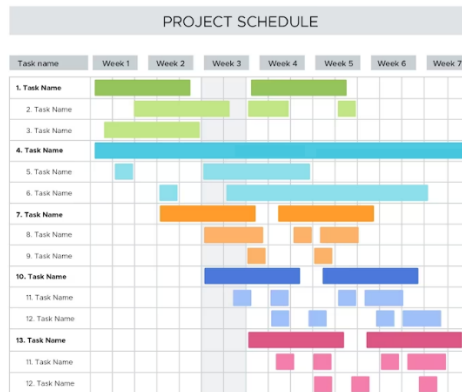 PROJECT SCHEDULE
Task name Week 1 Week 2 Week 3 Week 4 Week 5 Week 6 Week 7
1. Task Name
2. Task Name
3. Task Name
4. Task Name
5. Task Name
6. Task Name
7. Task Name
8. Task Name
9. Task Name
10. Task Name
11. Task Name
12. Task Name
13. Task Name
11. Task Name
12. Task Name